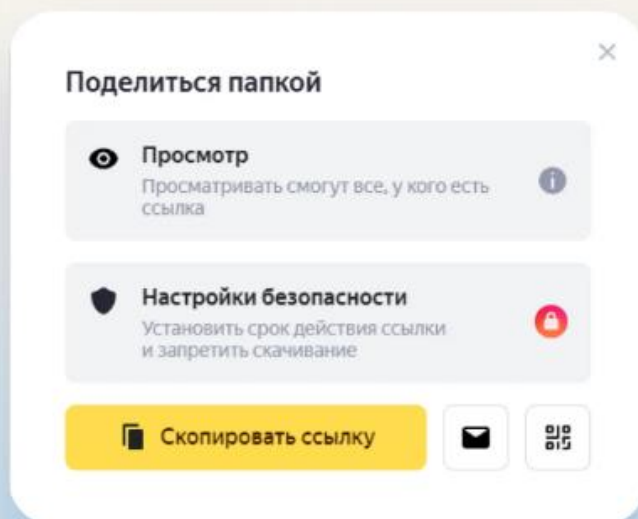 Поделиться папкой
Просмотр
Просматривать смогут все, у кого есть
ссылка
Настройки безопасности
Установить срок действия ссылки
и запретить скачивание
Скопировать ссылку